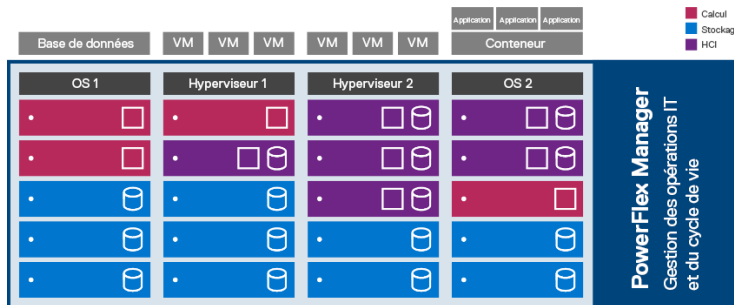 Application Application Application
Base de données VM VM VM VM VM VM Conteneur
Calcul
Stockage
HCI
OS 1 Hyperviseur 1 Hyperviseur 2 OS 2
PowerFlex Manager
Gestion des opérations IT
et du cycle de vie